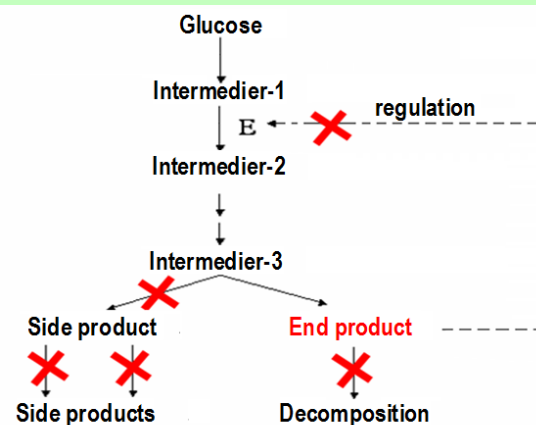 Glucose
Intermedier-1
regulation
E
Intermedier-2
Intermedier-3
Side product
End product
Side products
Decomposition